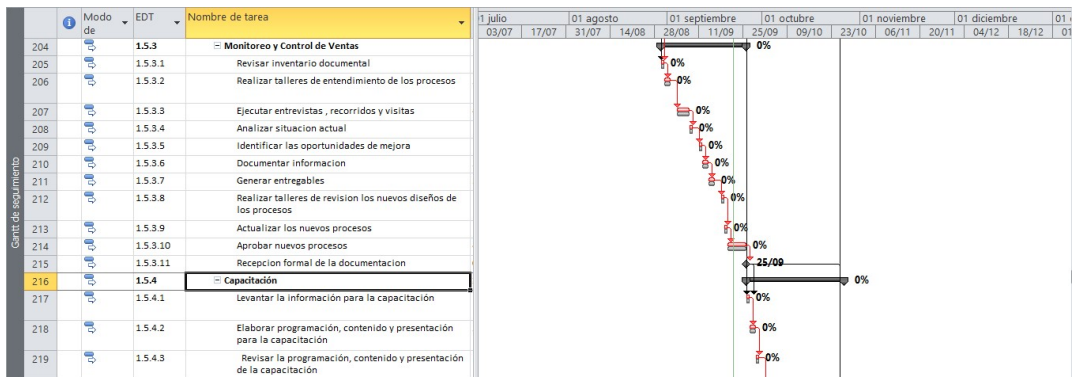 Modo de EDT Nombre de tarea 1 julio 01 agosto 01 septiembre 01 octubre 01 noviembre 01 diciembre 01
03/07 17/07 31/07 14/08 28/08 11/09 25/09 09/10 23/10 06/11 20/11 04/12 18/12 01
204 1.5.3 Monitoreo y Control de Ventas 0%
205 1.5.3.1 Revisar inventario documental 0%
206 1.5.3.2 Realizar talleres de entendimiento de los procesos 0%
207 1.5.3.3 Ejecutar entrevistas , recorridos y visitas 0%
208 1.5.3.4 Analizar situacion actual 0%
209 1.5.3.5 Identificar las oportunidades de mejora 0%
210 1.5.3.6 Documentar informacion 0%
211 1.5.3.7 Generar entregables 0%
212 1.5.3.8 Realizar talleres de revision los nuevos diseños de 0%
los procesos
213 1.5.3.9 Actualizar los nuevos procesos 0%
214 1.5.3.10 Aprobar nuevos procesos 0%
215 1.5.3.11 Recepcion formal de la documentacion 25/09
216 1.5.4 Capacitación 0%
217 1.5.4.1 Levantar la información para la capacitación 0%
218 1.5.4.2 Elaborar programación, contenido y presentación 0%
para la capacitación
219 1.5.4.3 Revisar la programación, contenido y presentación 0%
de la capacitación
Gantt de seguimiento